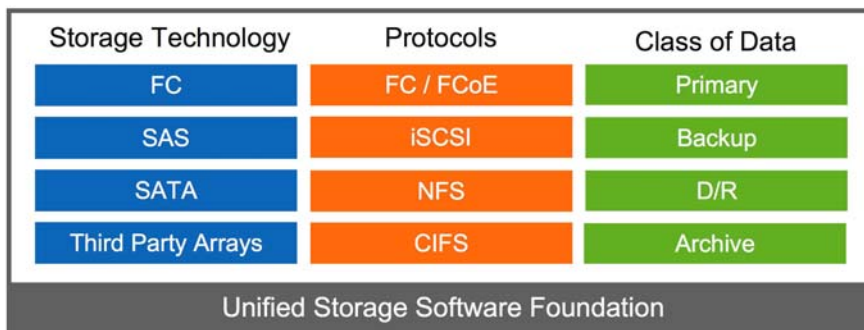 Storage Technology
Protocols
Class of Data
FC
FC / FCoE
Primary
SAS
iSCSI
Backup
SATA
NFS
D/R
Third Party Arrays
CIFS
Archive
Unified Storage Software Foundation